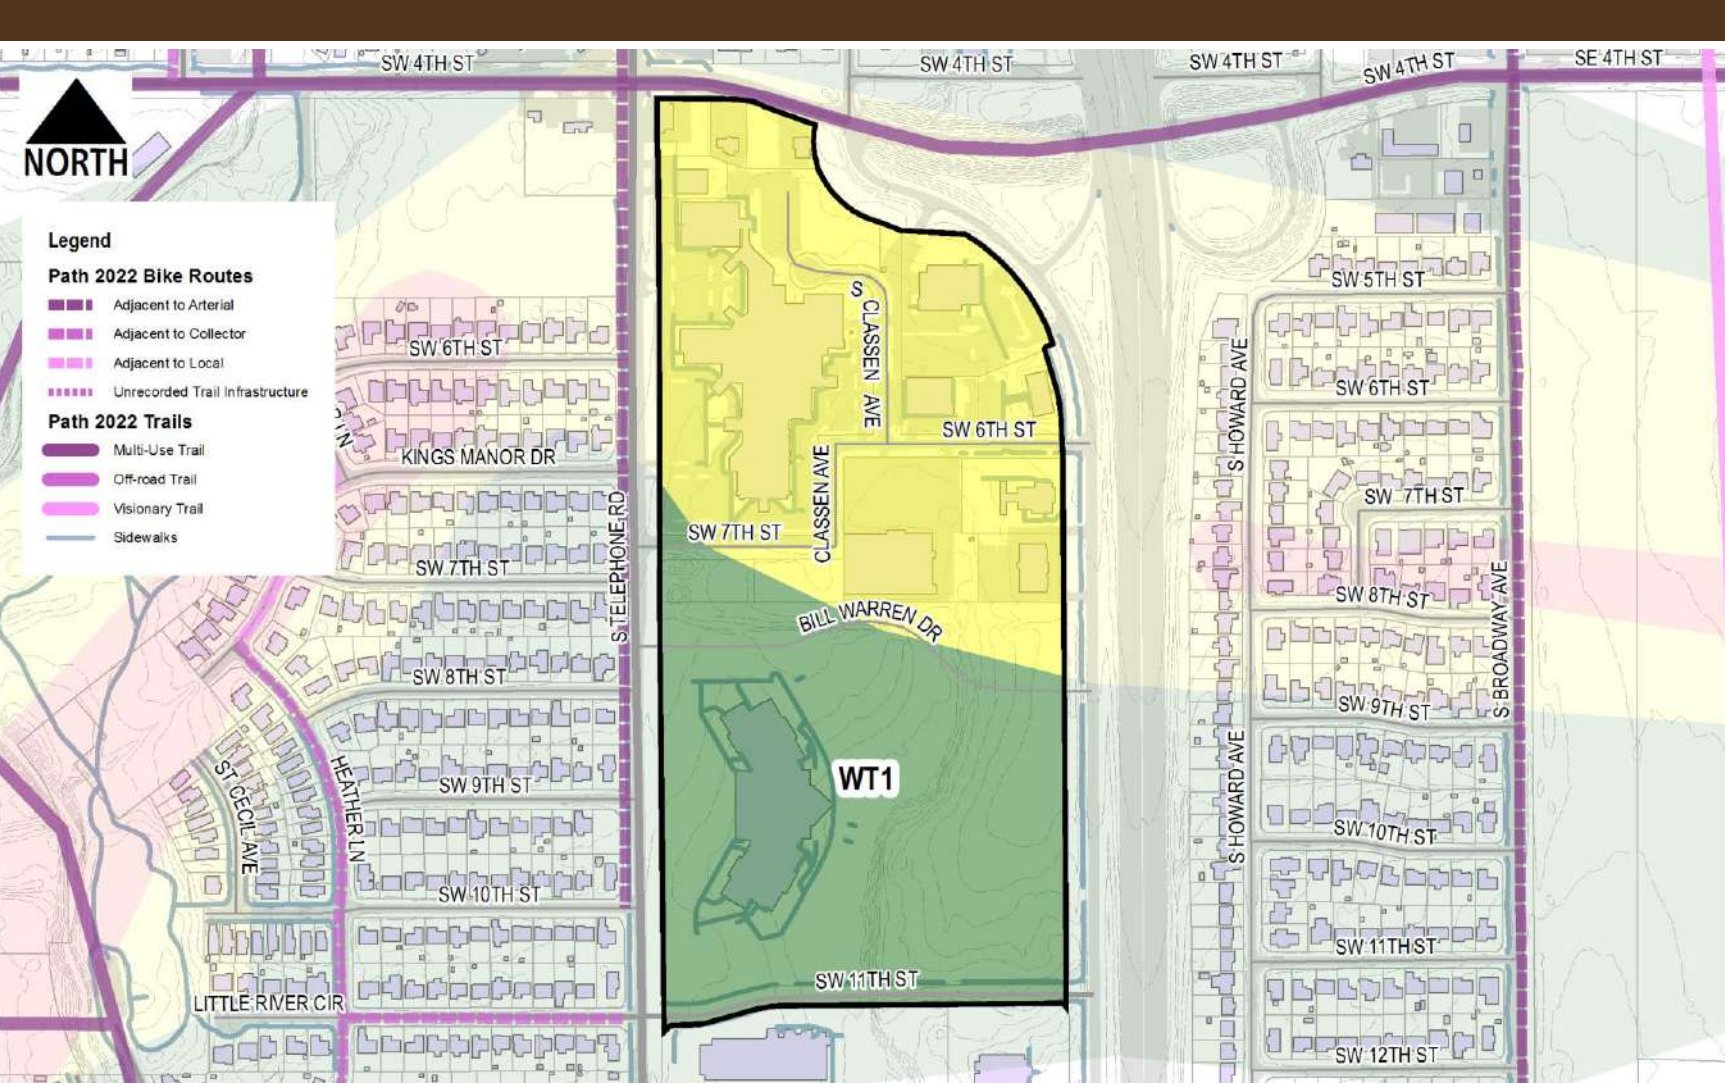 SW 4TH ST
SW 4TH ST
SW 4TH ST
SW 4TH ST
SE 4TH ST
NORTH
Legend
Path 2022 Bike Routes
Adjacent to Arterial
Adjacent to Collector
Adjacent to Local
Unrecorded Trail Infrastructure
Path 2022 Trails
Multi-Use Trail
Off-road Trail
Visionary Trail
Sidewalks
SW 5TH ST
S CLASSEN AVE
SW 6TH ST
S HOWARD AVE
SW 6TH ST
SW 6TH ST
KINGS MANOR DR
CLASSEN AVE
SW 7TH ST
S TELEPHONE RD
SW 7TH ST
SW 7TH ST
SW 8TH ST
S BROADWAY AVE
BILL WARREN DR
SW 8TH ST
SW 9TH ST
ST CECIL AVE
HEATHER LN
SW 9TH ST
WT1
S HOWARD AVE
SW 10TH ST
SW 10TH ST
SW 11TH ST
SW 11TH ST
LITTLE RIVER CIR
SW 12TH ST